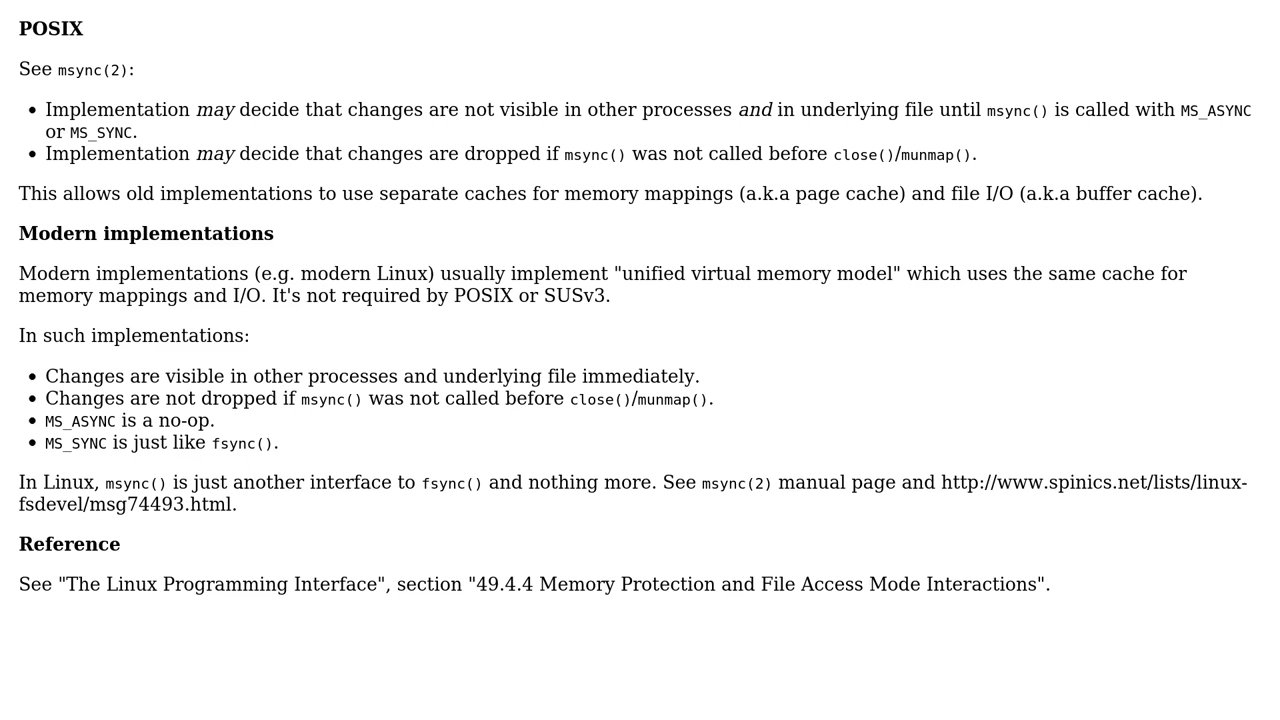 POSIX
See msync(2):
• Implementation may decide that changes are not visible in other processes and in underlying file until msync() is called with MS_ASYNC
or MS_SYNC.
• Implementation may decide that changes are dropped if msync() was not called before close()/munmap().
This allows old implementations to use separate caches for memory mappings (a.k.a page cache) and file I/O (a.k.a buffer cache).
Modern implementations
Modern implementations (e.g. modern Linux) usually implement "unified virtual memory model" which uses the same cache for
memory mappings and I/O. It's not required by POSIX or SUSv3.
In such implementations:
• Changes are visible in other processes and underlying file immediately.
• Changes are not dropped if msync() was not called before close()/munmap().
• MS_ASYNC is a no-op.
• MS_SYNC is just like fsync().
In Linux, msync() is just another interface to fsync() and nothing more. See msync(2) manual page and http://www.spinics.net/lists/linux-
fsdevel/msg74493.html.
Reference
See "The Linux Programming Interface", section "49.4.4 Memory Protection and File Access Mode Interactions".